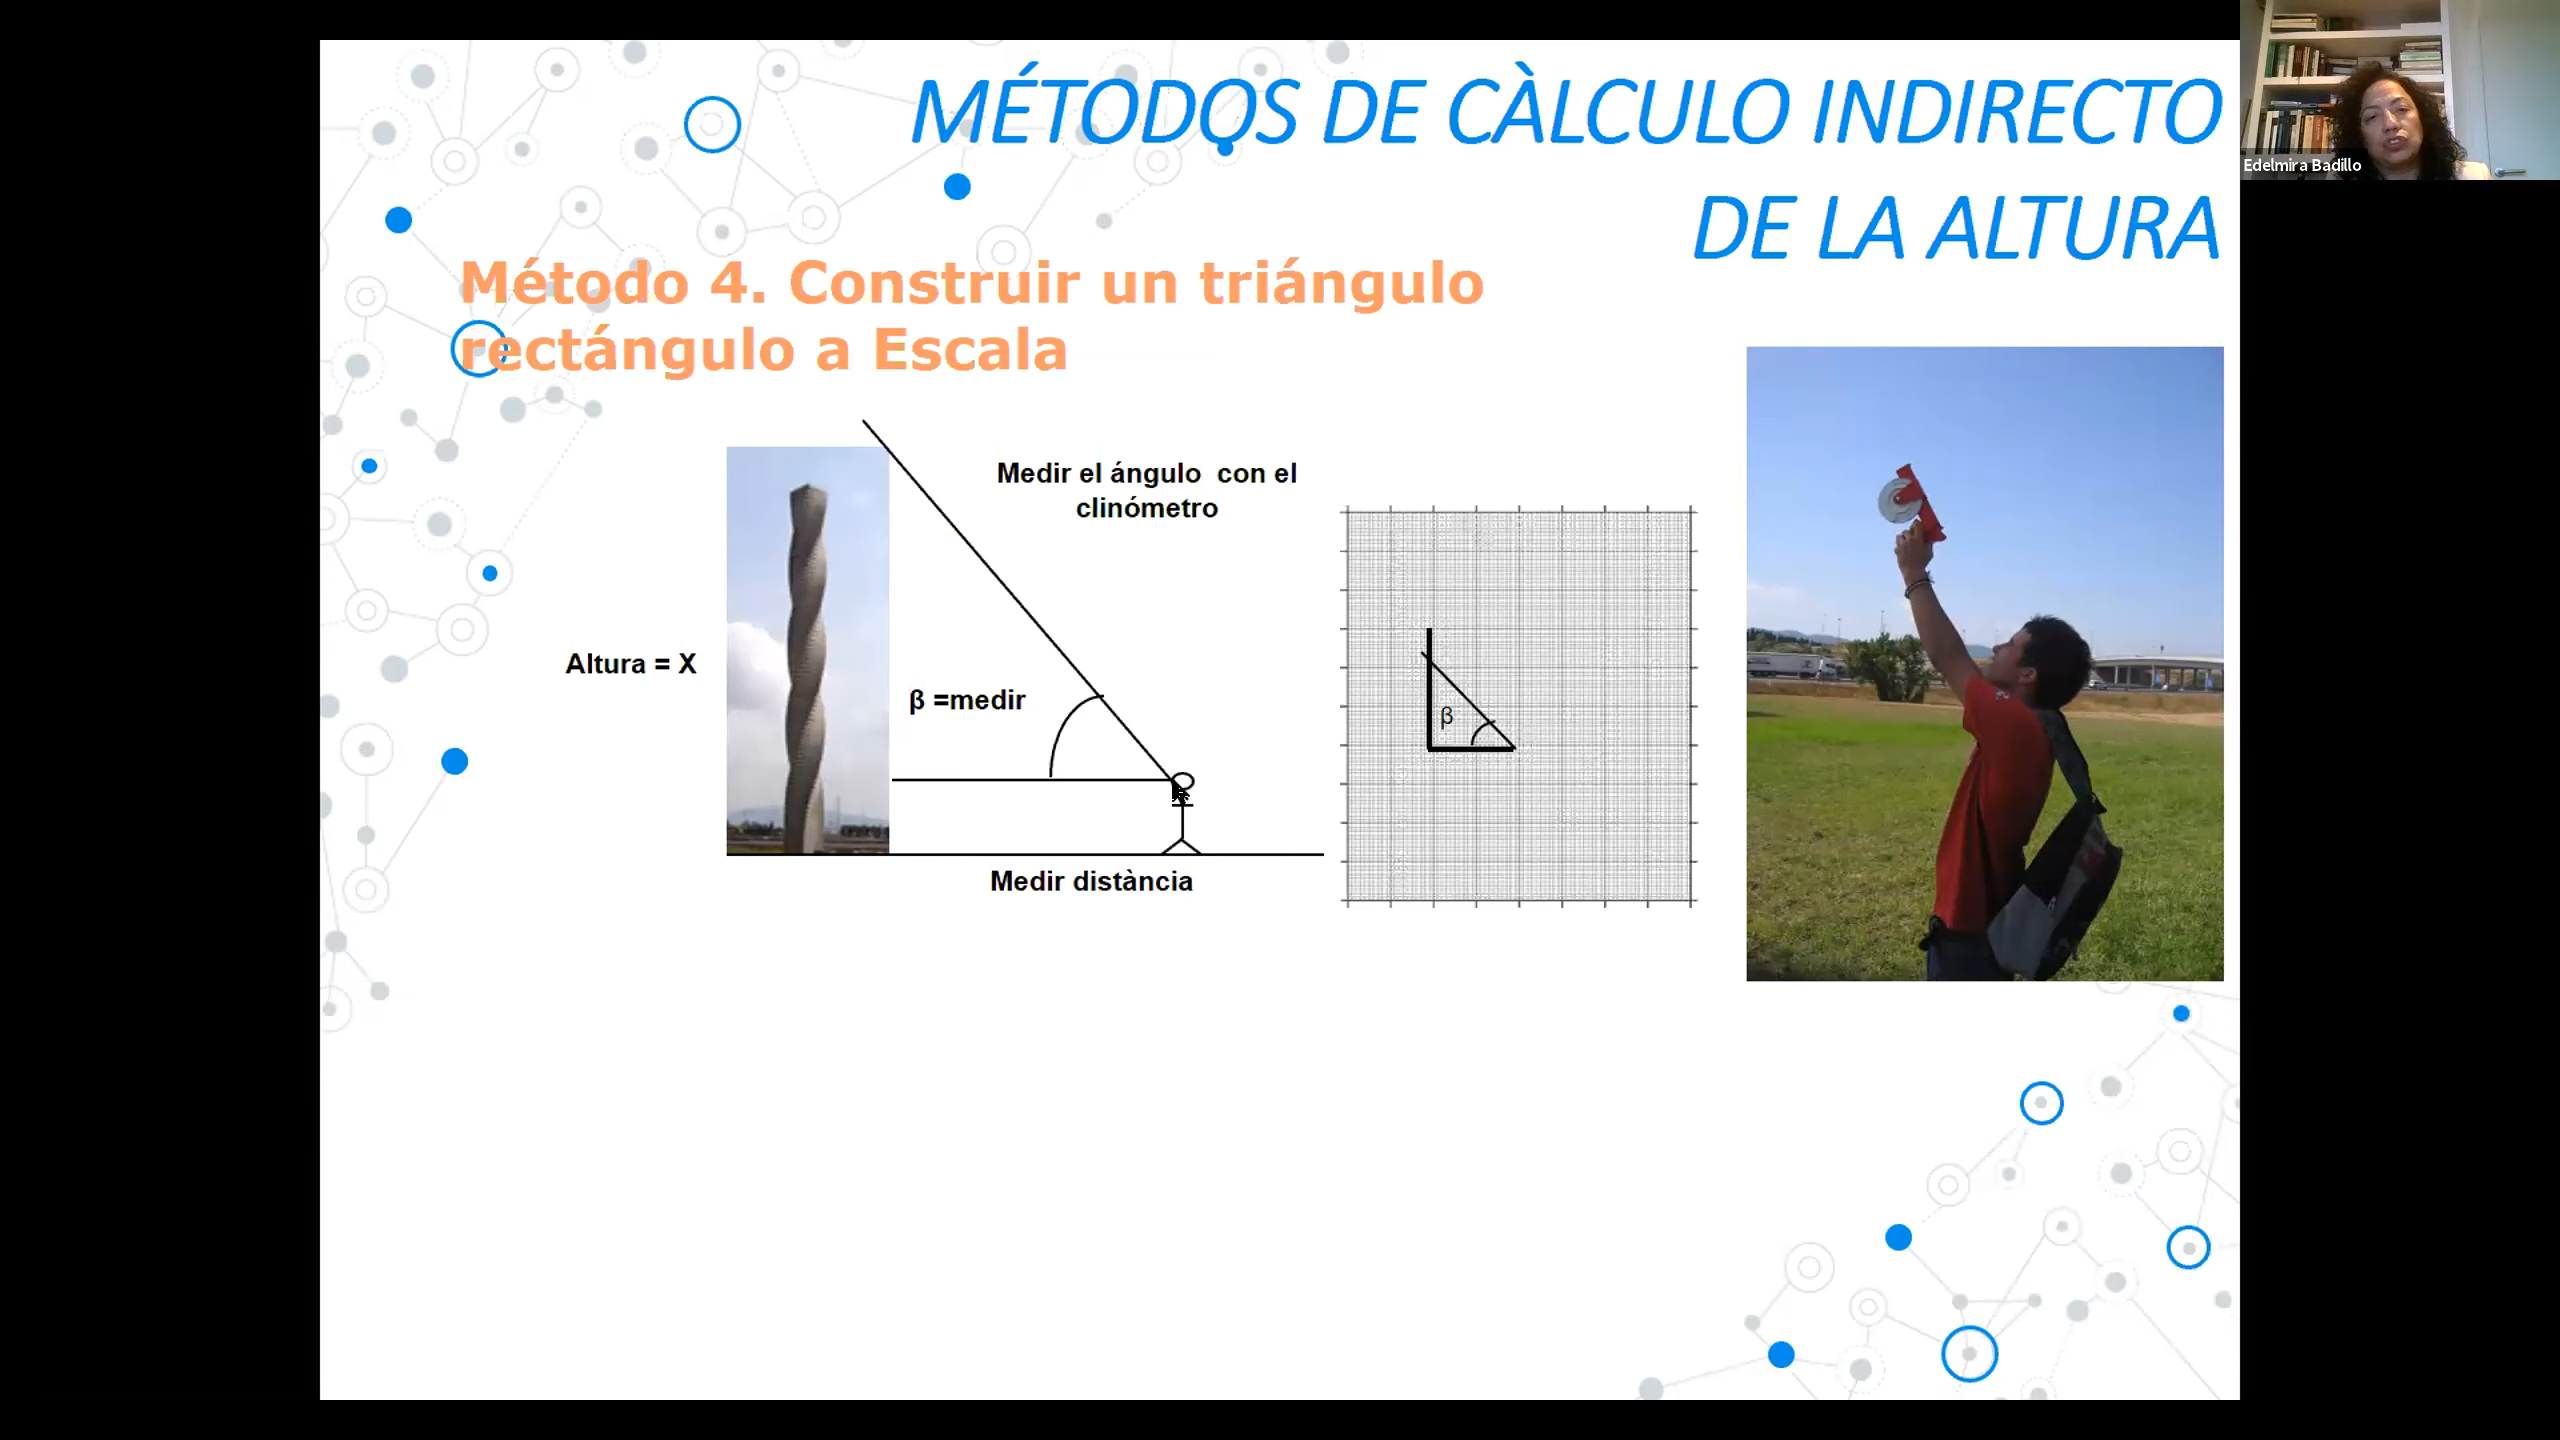 MÉTODOS DE CÀLCULO INDIRECTO
DE LA ALTURA
Edelmira Badillo
Método 4. Construir un triángulo
rectángulo a Escala
Medir el ángulo con el
clinómetro
Altura = X
β =medir
β
Medir distància